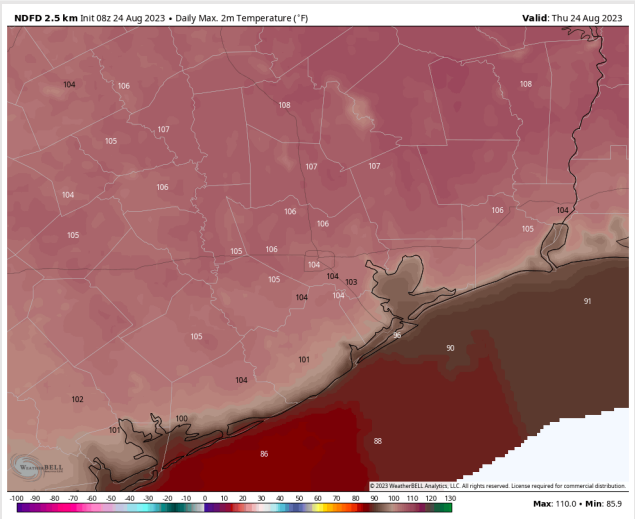 NDFD 2.5 km Init 08z 24 Aug 2023 • Daily Max. 2m Temperature (°F) Valid: Thu 24 Aug 2023
104 106 108 108
107
105
107 107
106
104
106 106 104
106
105 105
105 106
104
105 104 103
104 104
91
96
105 90
101
104
102
100
101
88
86
WEATHERBELL
© 2023 WeatherBELL Analytics, LLC. All rights reserved. License required for commercial distribution.
-100 -90 -80 -70 -60 -50 -40 -30 -20 -10 0 10 20 30 40 50 60 70 80 90 100 110 120 130
Max: 110.0 • Min: 85.9